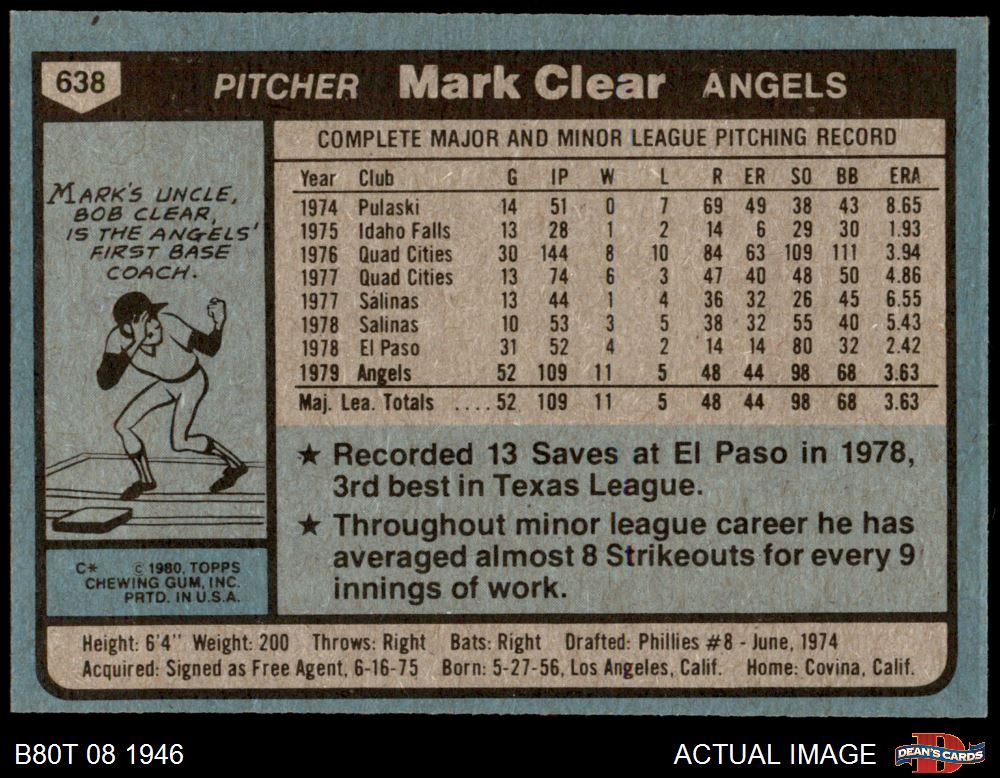 638 PITCHER Mark Clear ANGELS
MARK'S UNCLE,
BOB CLEAR,
IS THE ANGELS'
FIRST BASE
COACH.
COMPLETE MAJOR AND MINOR LEAGUE PITCHING RECORD
Year Club G IP W L R ER SO BB ERA
1974 Pulaski 14 51 0 7 69 49 38 43 8.65
1975 Idaho Falls 13 28 1 2 14 6 29 30 1.93
1976 Quad Cities 30 144 8 10 84 63 109 111 3.94
1977 Quad Cities 13 74 6 3 47 40 48 50 4.86
1977 Salinas 13 44 1 4 36 32 26 45 6.55
1978 Salinas 10 53 3 5 38 32 55 40 5.43
1978 El Paso 31 52 4 2 14 14 80 32 2.42
1979 Angels 52 109 11 5 48 44 98 68 3.63
Maj. Lea. Totals ....52 109 11 5 48 44 98 68 3.63
★ Recorded 13 Saves at El Paso in 1978,
3rd best in Texas League.
★ Throughout minor league career he has
averaged almost 8 Strikeouts for every 9
innings of work.
C* © 1980, TOPPS
CHEWING GUM, INC.
PRTD. IN U.S.A.
Height: 6'4" Weight: 200 Throws: Right Bats: Right Drafted: Phillies #8 - June, 1974
Acquired: Signed as Free Agent, 6-16-75 Born: 5-27-56, Los Angeles, Calif. Home: Covina, Calif.
B80T 08 1946 ACTUAL IMAGE DEAN'S CARDS